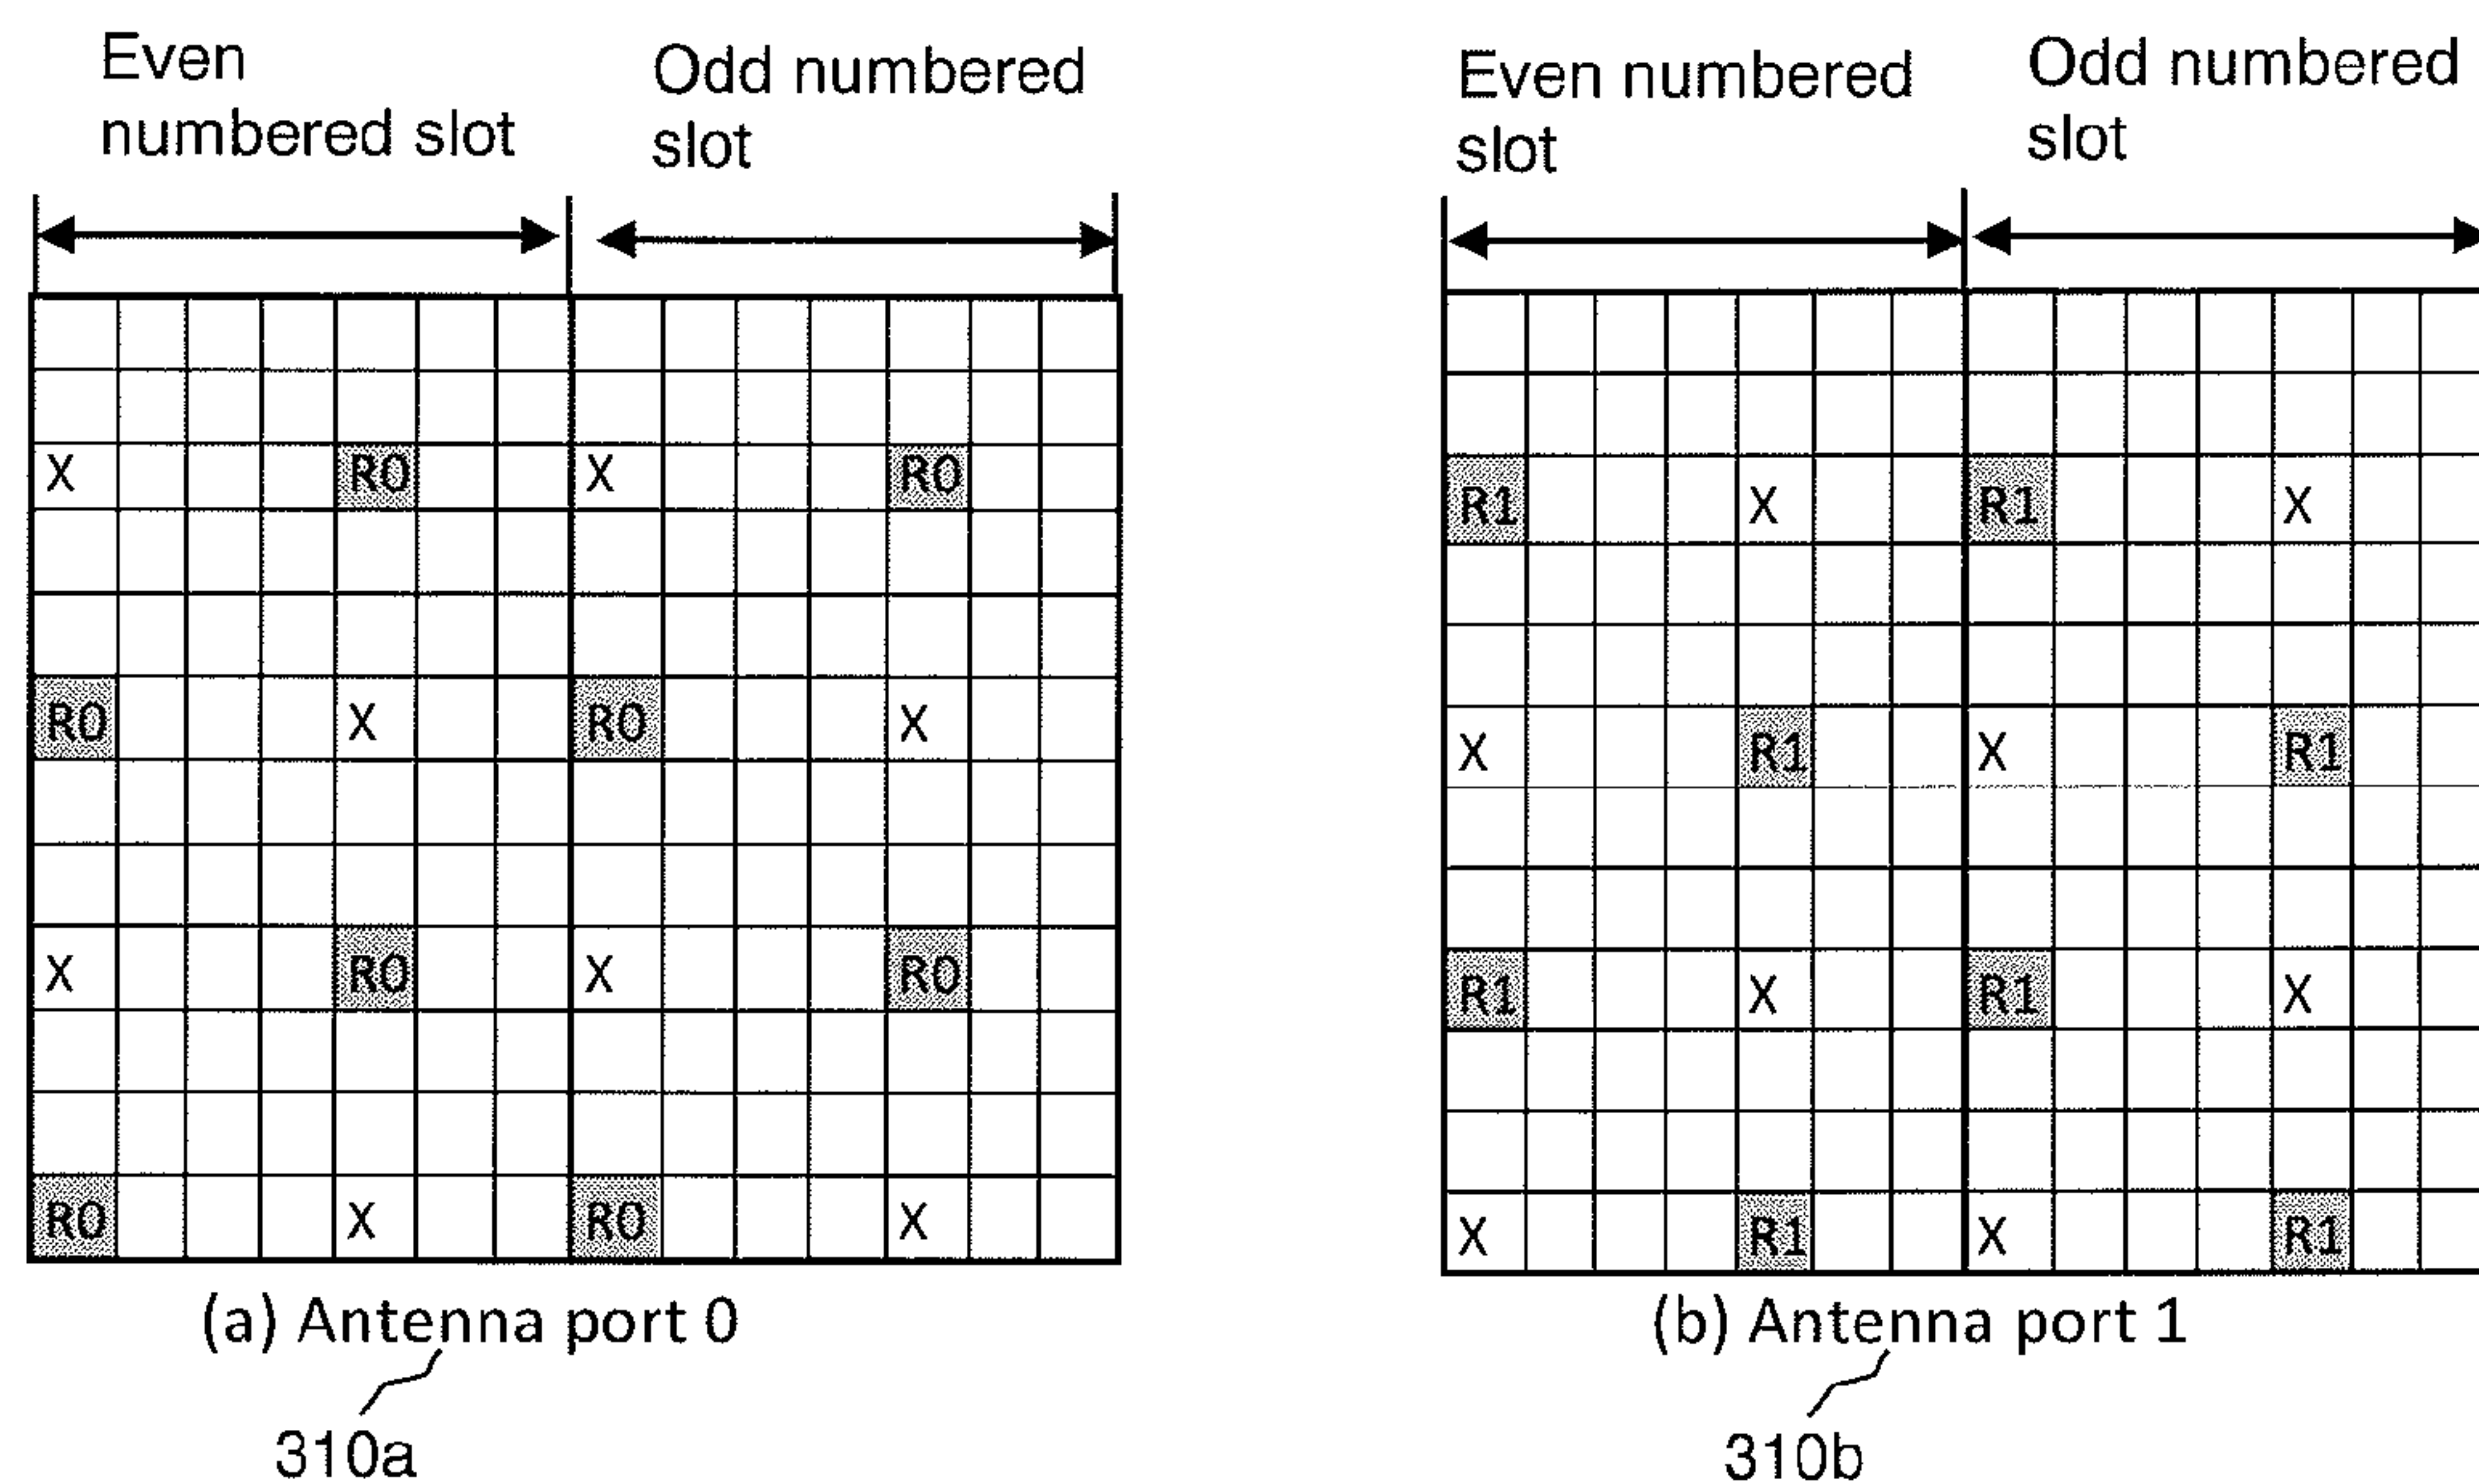 Even
numbered slot
Odd numbered
slot
Even numbered
slot
Odd numbered
slot
X R0 X R0
R0 X R0 X
X R0 X R0
R0 X R0 X
R1 X R1 X
X R1 X R1
R1 X R1 X
X R1 X R1
(a) Antenna port 0
310a
(b) Antenna port 1
310b